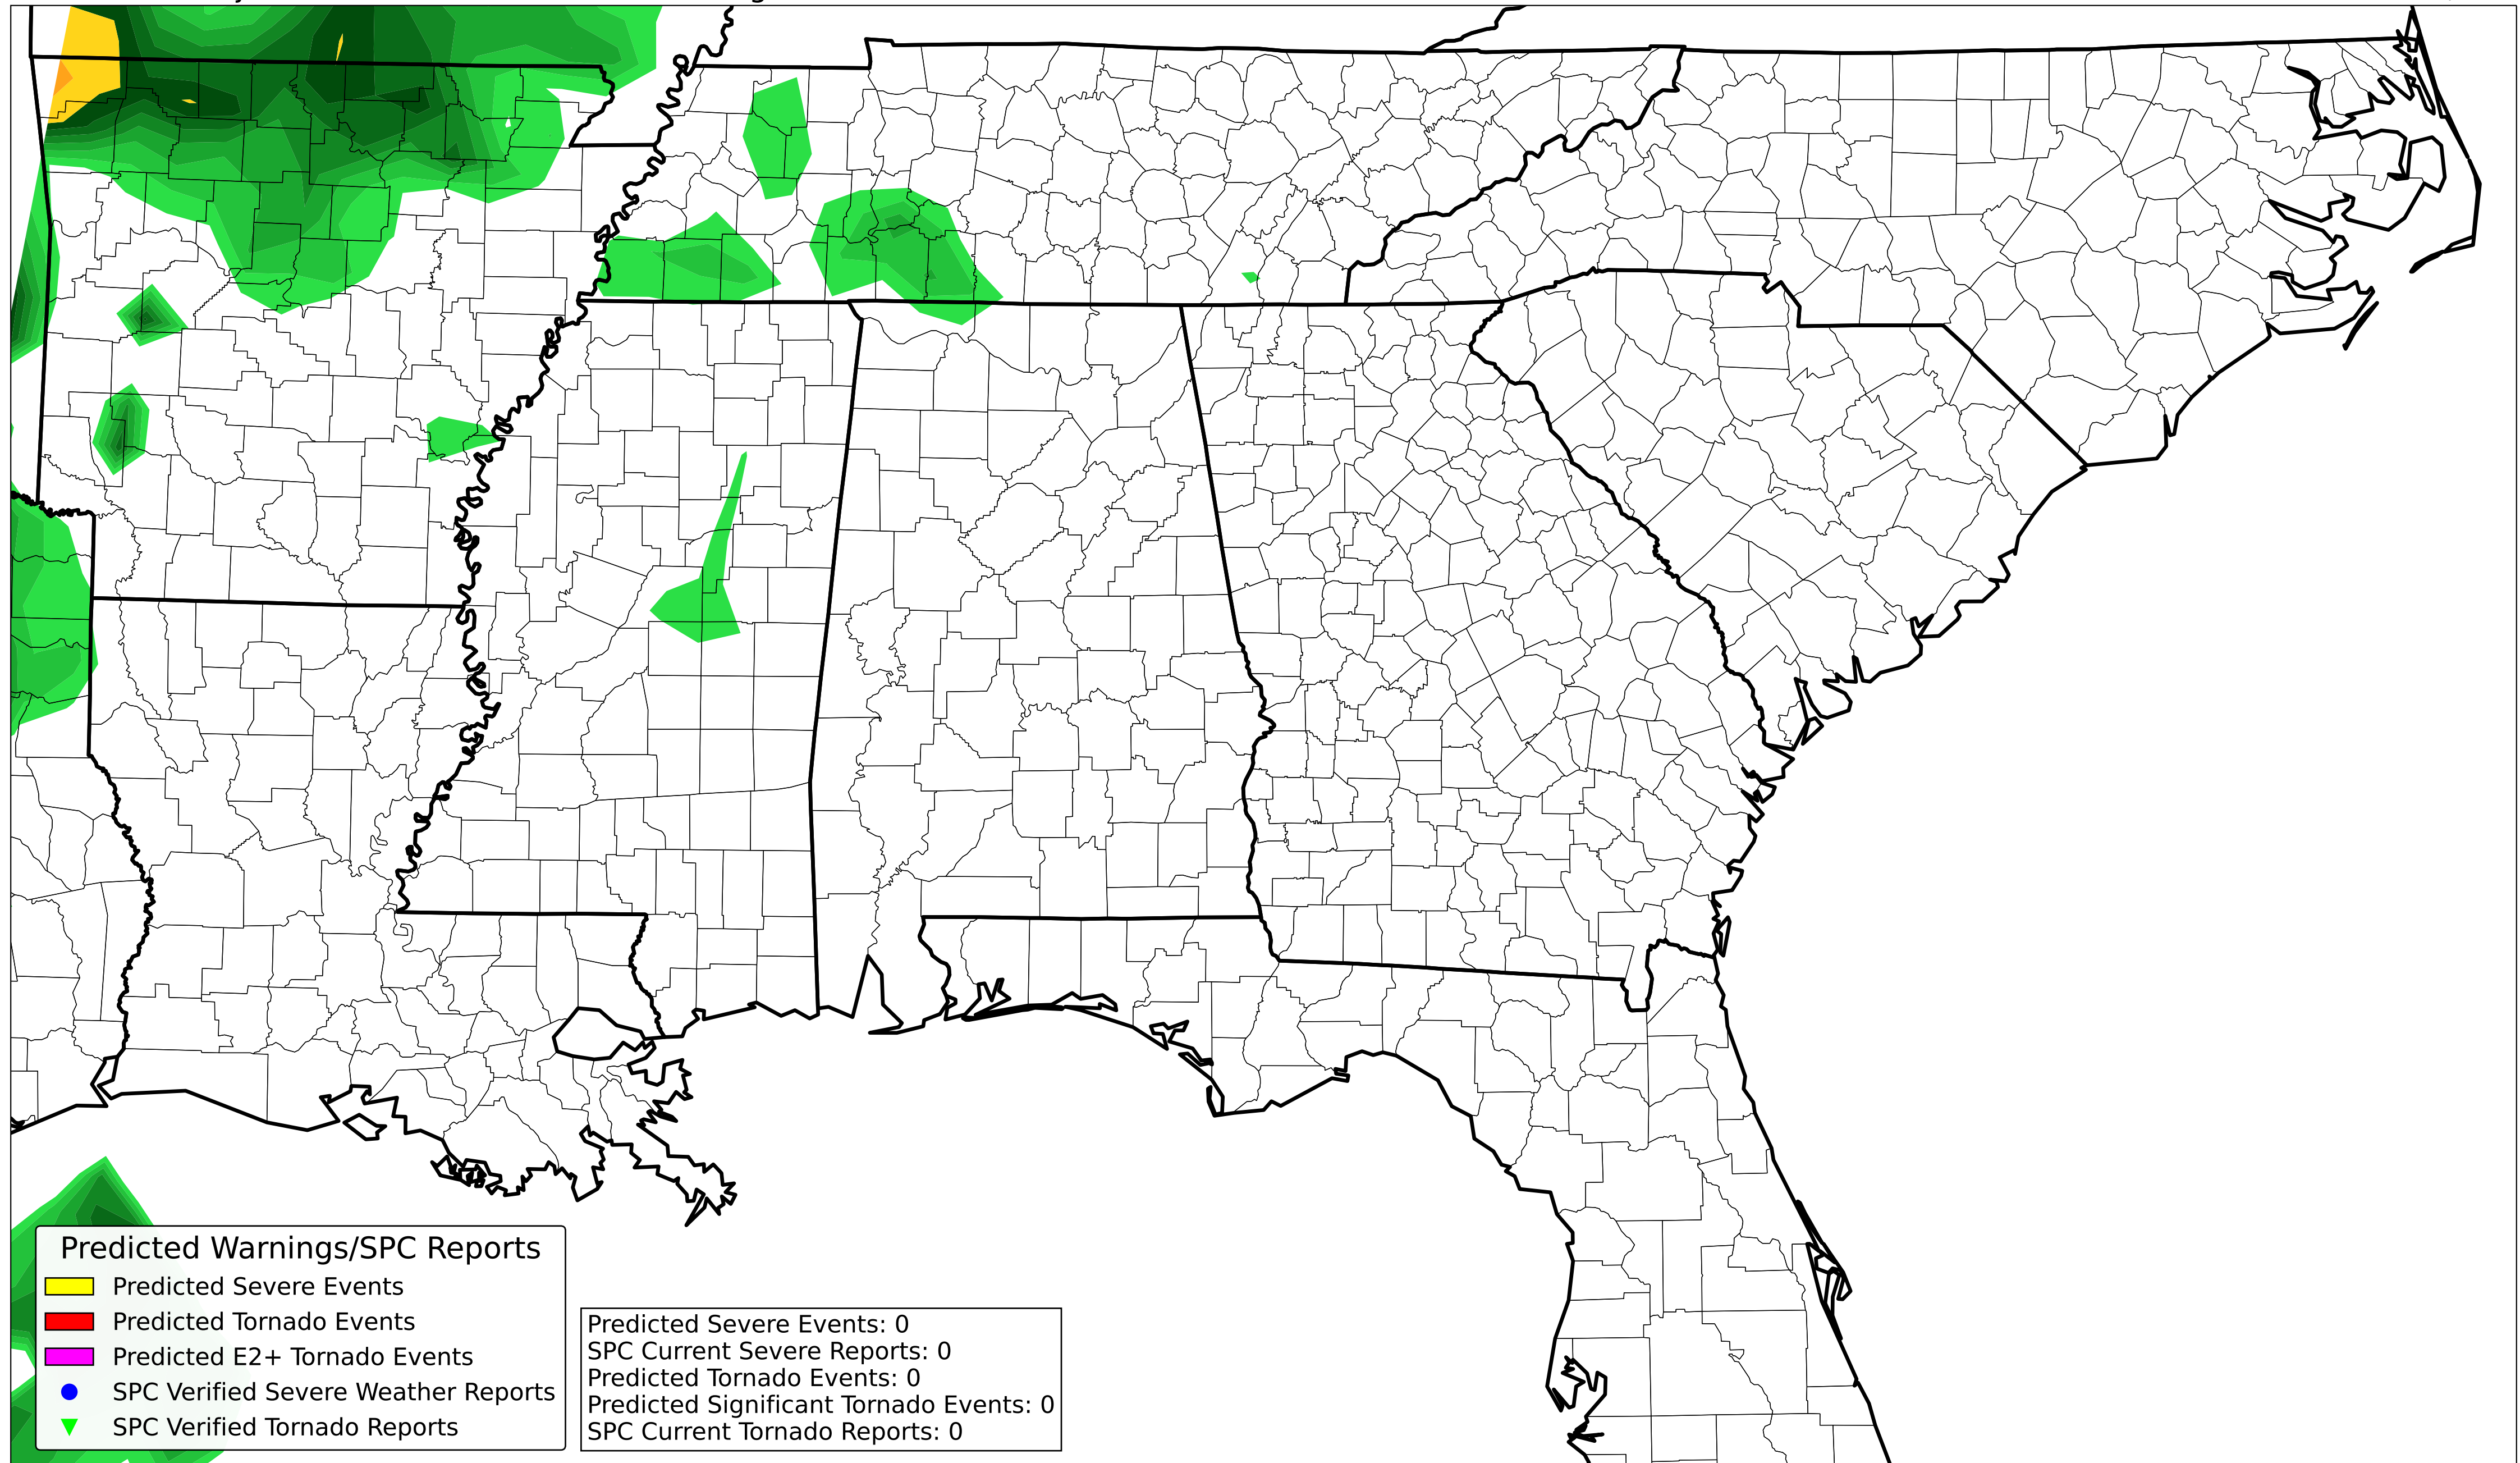 Predicted Warnings/SPC Reports
Predicted Severe Events
Predicted Tornado Events
Predicted E2+ Tornado Events
SPC Verified Severe Weather Reports
SPC Verified Tornado Reports
Predicted Severe Events: 0
SPC Current Severe Reports: 0
Predicted Tornado Events: 0
Predicted Significant Tornado Events: 0
SPC Current Tornado Reports: 0